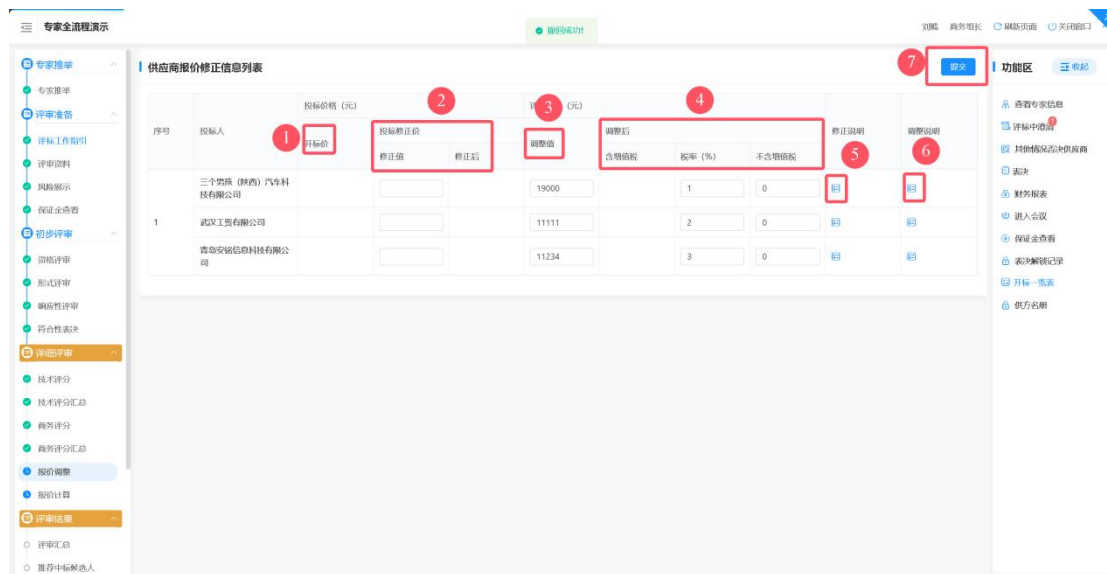 专家全流程演示
撤回成功!
刘嫣 商务组长 刷新页面 关闭窗口
专家推举
专家推举
评审准备
评标工作指引
评审资料
风险展示
保证金查看
初步评审
资格评审
形式评审
响应性评审
符合性表决
详细评审
技术评分
技术评分汇总
商务评分
商务评分汇总
报价调整
报价计算
评审结果
评审汇总
推荐中标候选人
供应商报价修正信息列表
7
提交
投标价格（元）
2
3
（元）
4
序号
投标人
1
开标价
投标修正价
调整值
调整后
修正说明
调整说明
修正值 修正后
含增值税 税率（%） 不含增值税
5
6
三个男孩（陕西）汽车科
技有限公司
19000 1 0
1 武汉工贸有限公司 11111 2 0
青岛安铭信息科技有限公
司
11234 3 0
功能区 收起
查看专家信息
评标中澄清
其他情况否决供应商
表决
财务报表
进入会议
保证金查看
表决解锁记录
开标一览表
供方名册